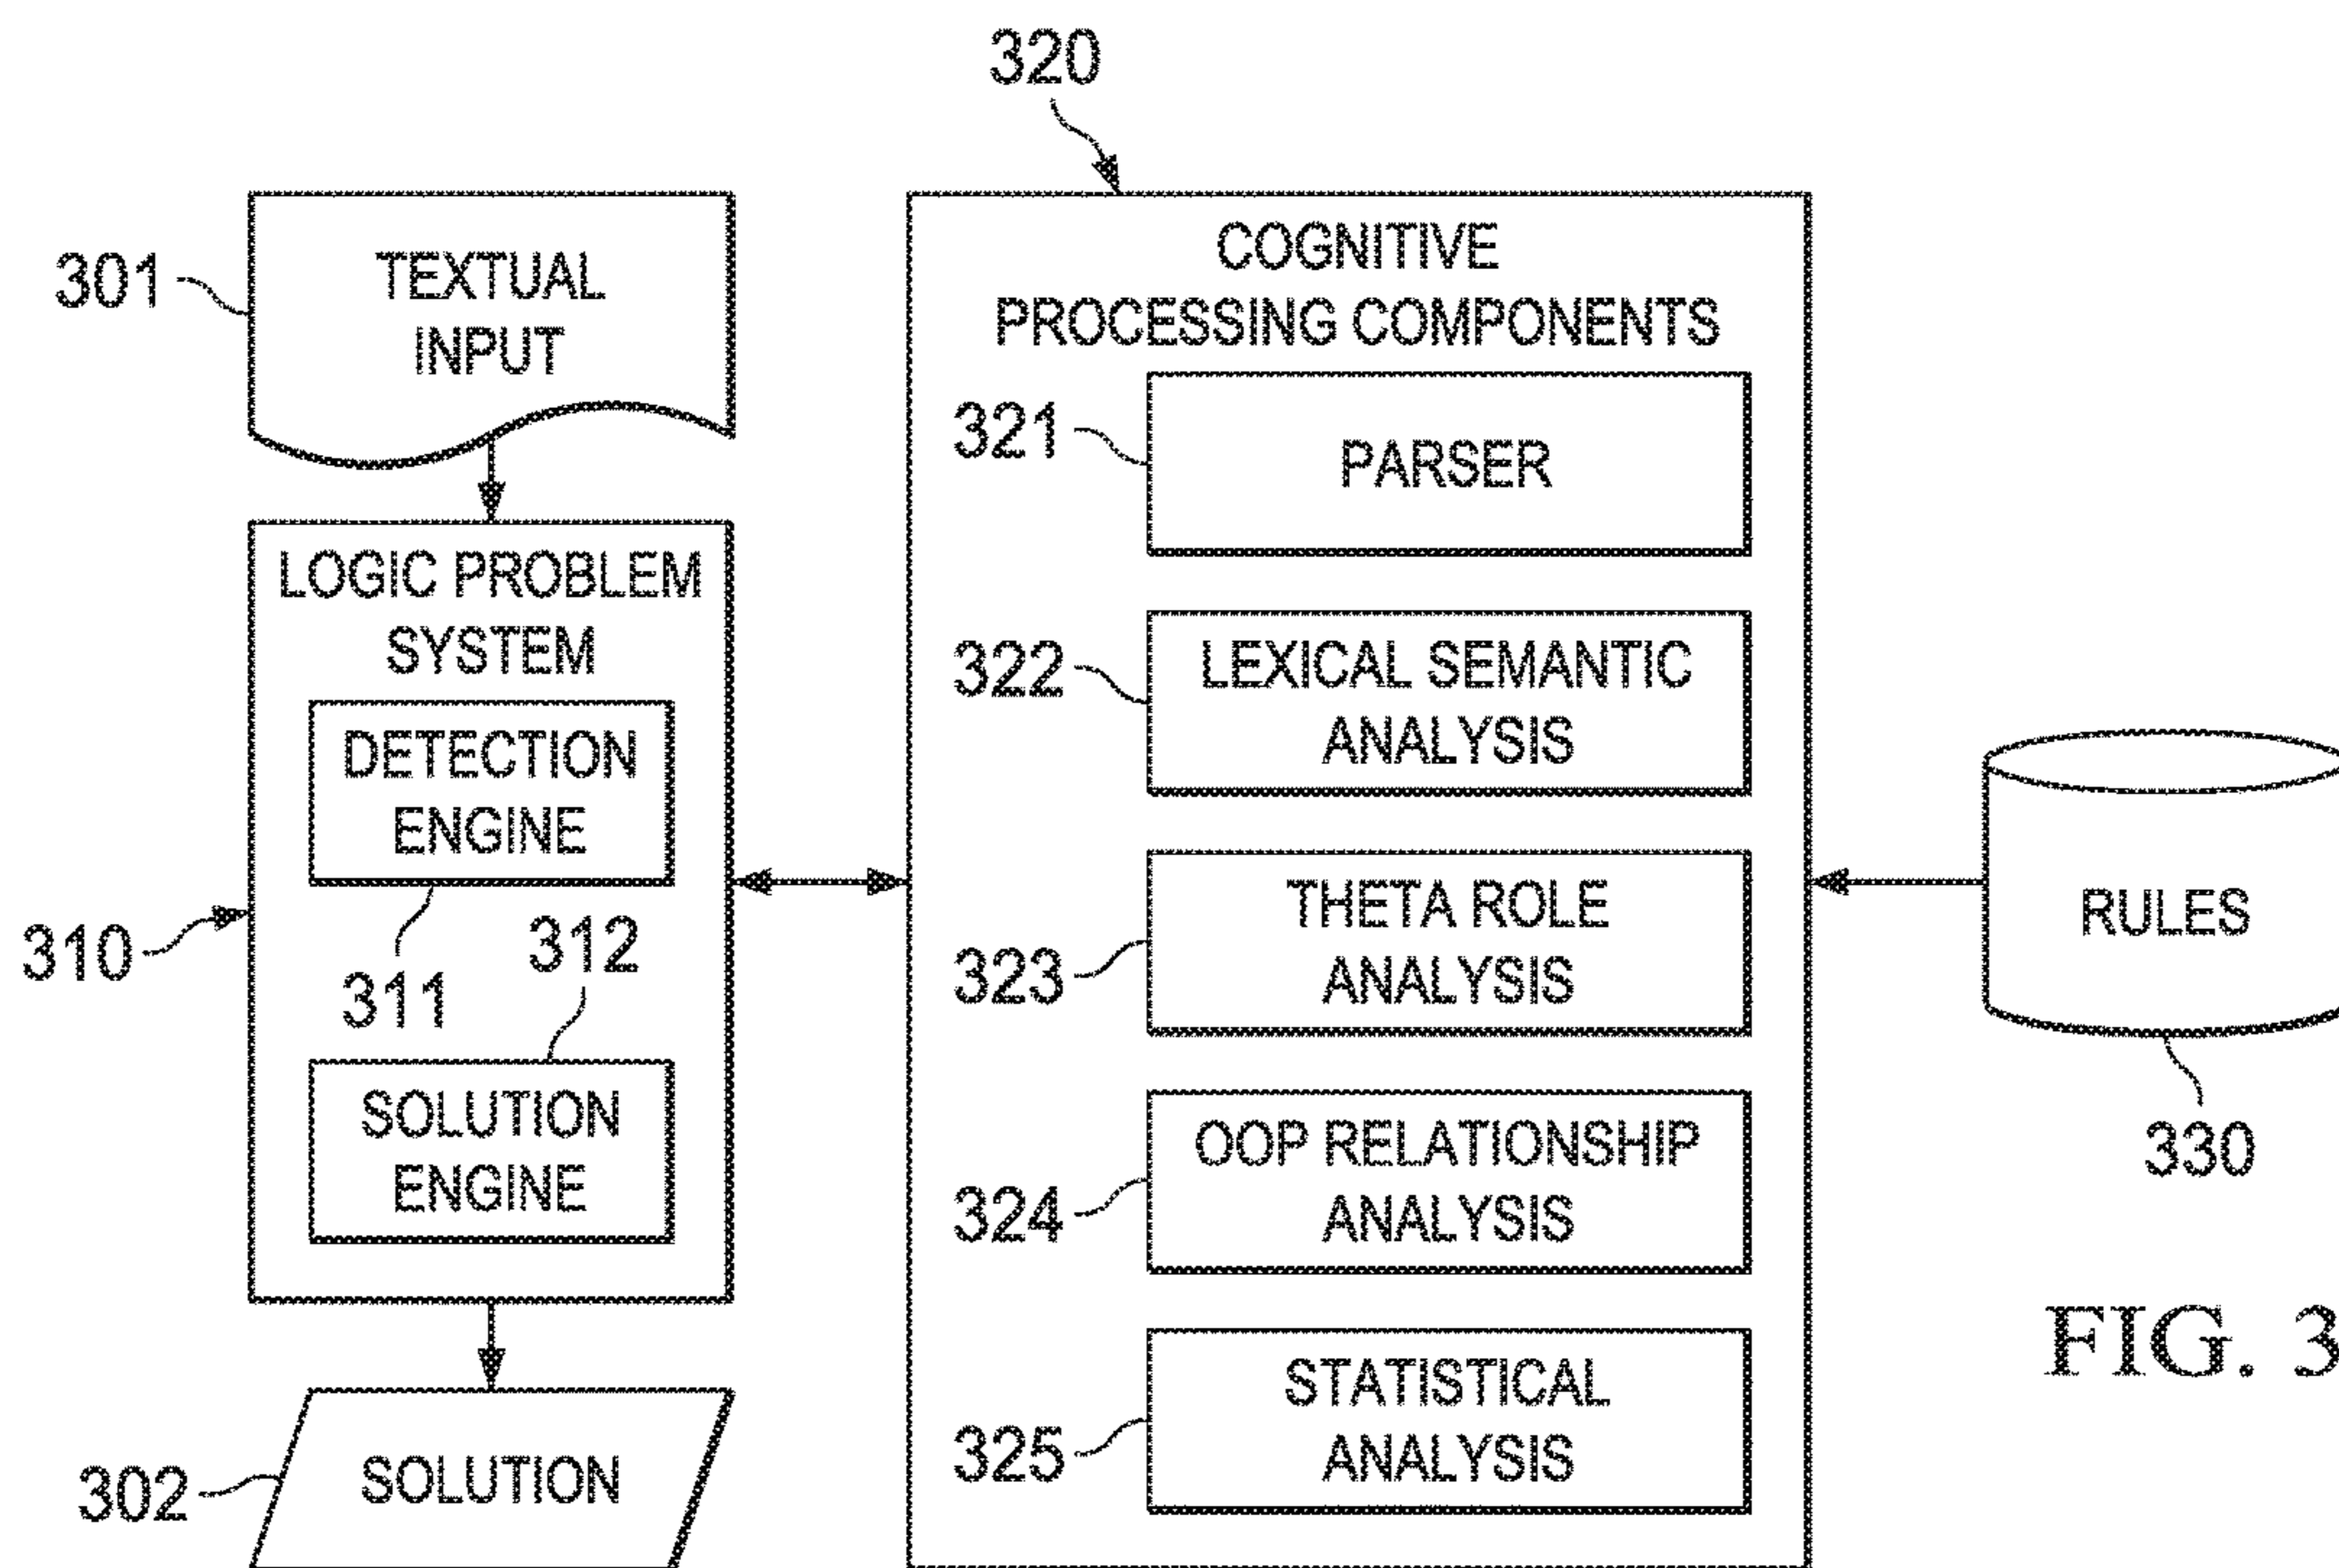 320
301
TEXTUAL
INPUT
LOGIC PROBLEM
SYSTEM
DETECTION
ENGINE
310
311
312
SOLUTION
ENGINE
302
SOLUTION
COGNITIVE
PROCESSING COMPONENTS
321
PARSER
322
LEXICAL SEMANTIC
ANALYSIS
323
THETA ROLE
ANALYSIS
324
OOP RELATIONSHIP
ANALYSIS
325
STATISTICAL
ANALYSIS
RULES
330
FIG. 3